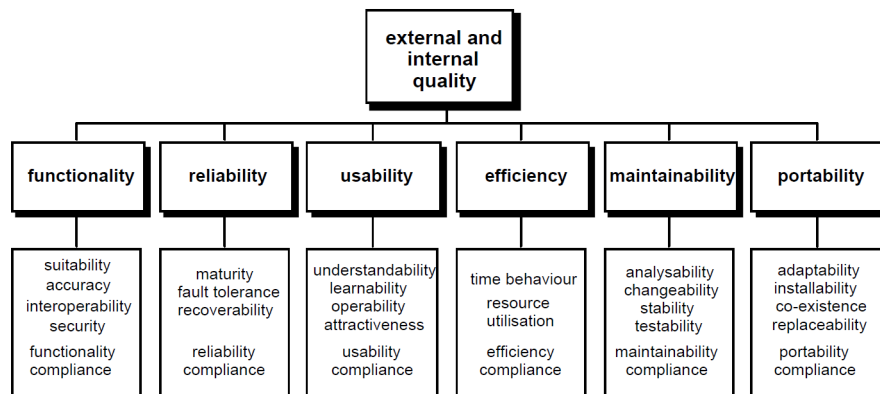 external and
internal
quality
functionality
reliability
usability
efficiency
maintainability
portability
suitability
accuracy
interoperability
security
functionality
compliance
maturity
fault tolerance
recoverability
reliability
compliance
understandability
learnability
operability
attractiveness
usability
compliance
time behaviour
resource
utilisation
efficiency
compliance
analysability
changeability
stability
testability
maintainability
compliance
adaptability
installability
co-existence
replaceability
portability
compliance